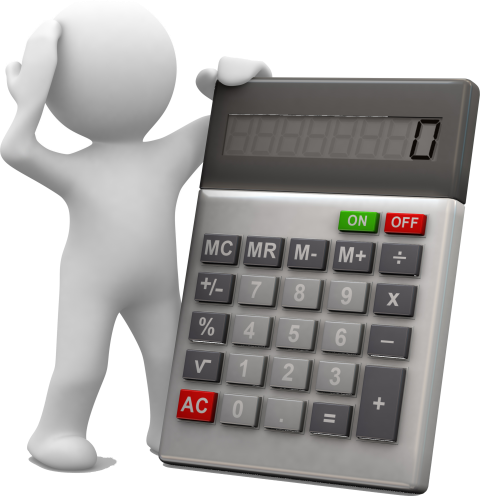 0
ON OFF
MC MR M- M+ ÷
+/- 7 8 9 x
% 4 5 6 −
√ 1 2 3
+
AC 0 . =